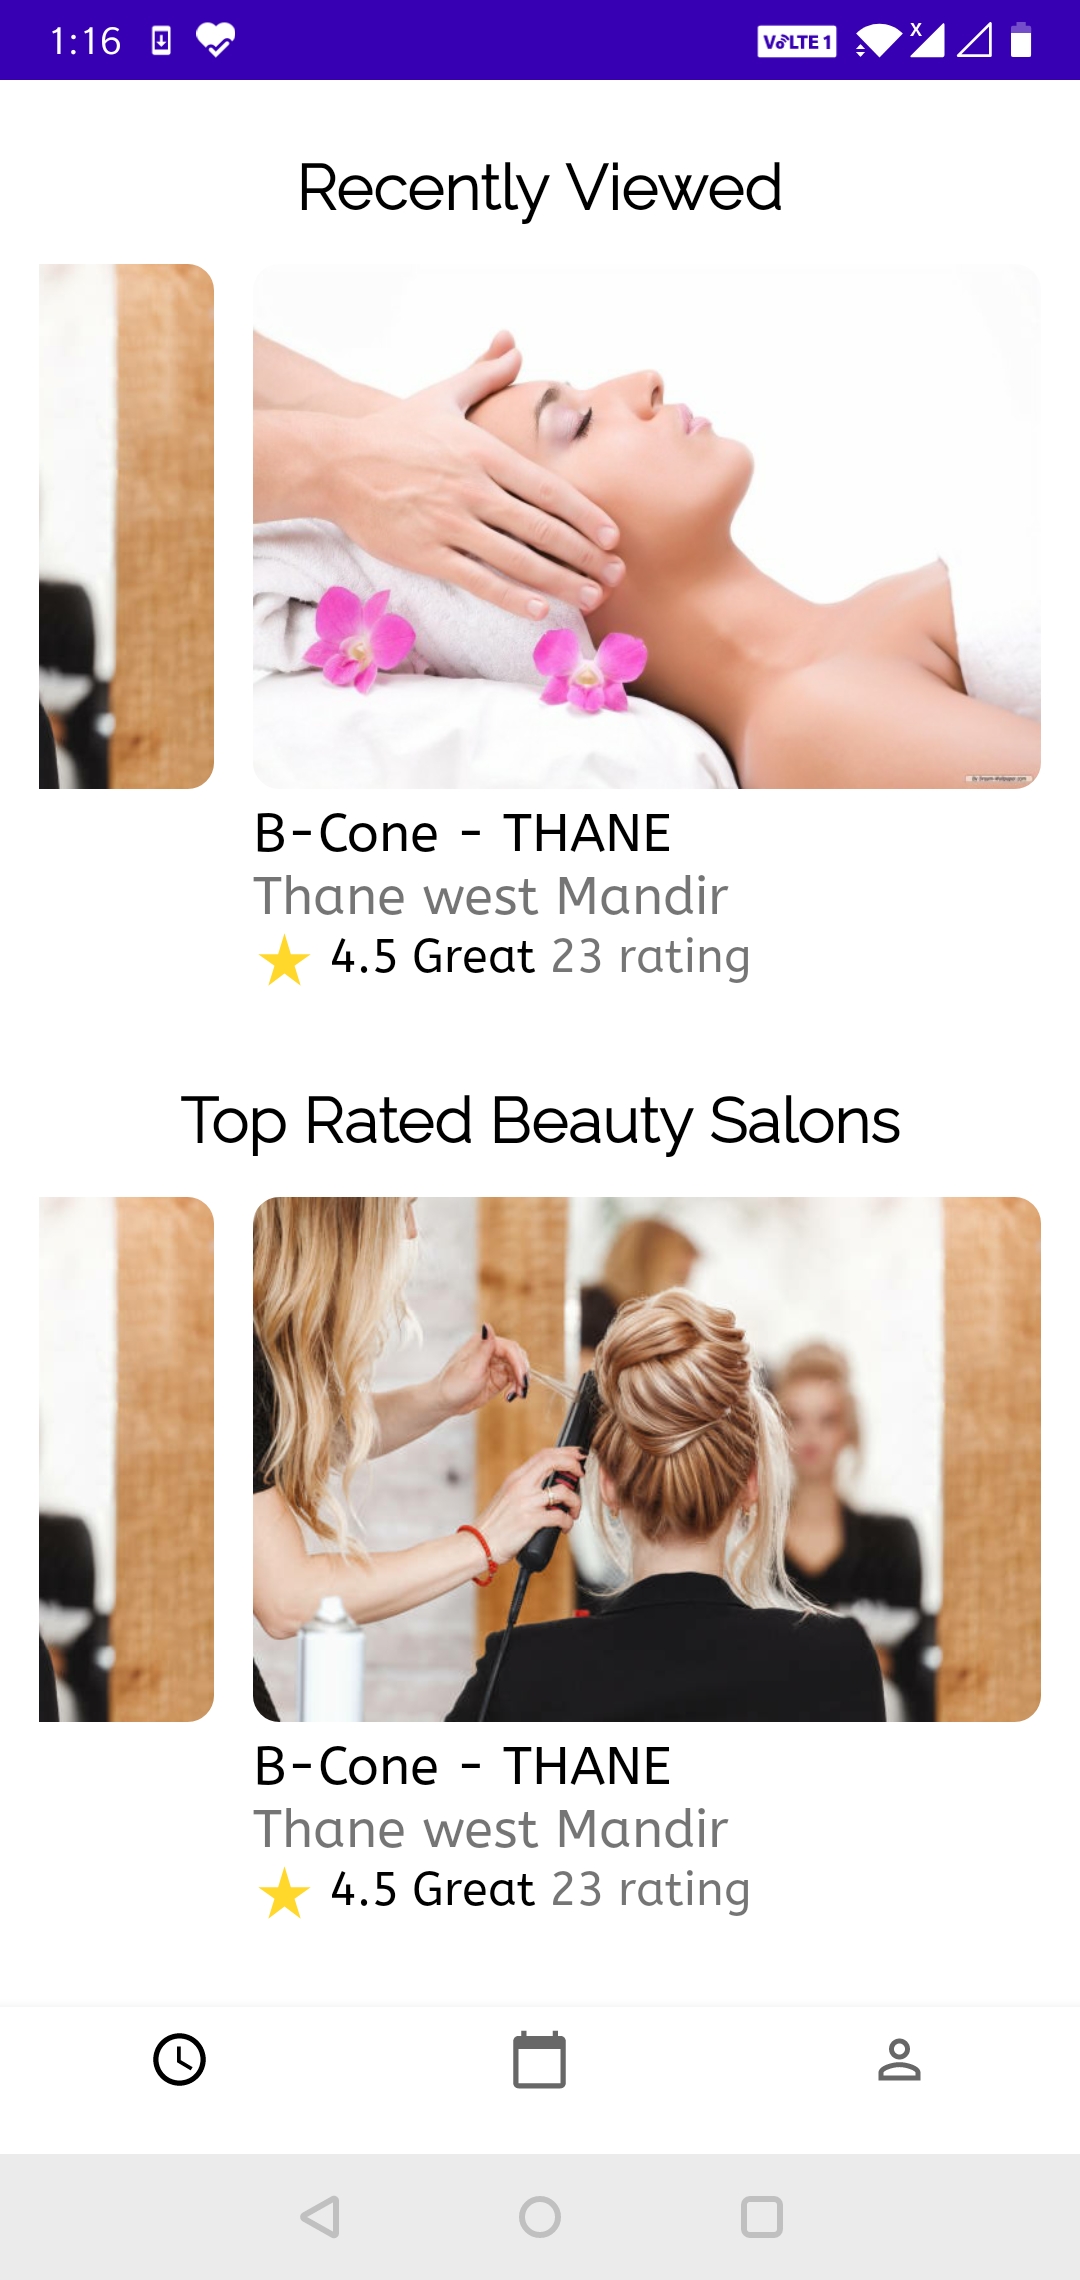 1:16
VoLTE 1
X
Recently Viewed
B-Cone - THANE
Thane west Mandir
4.5 Great 23 rating
Top Rated Beauty Salons
B-Cone - THANE
Thane west Mandir
4.5 Great 23 rating